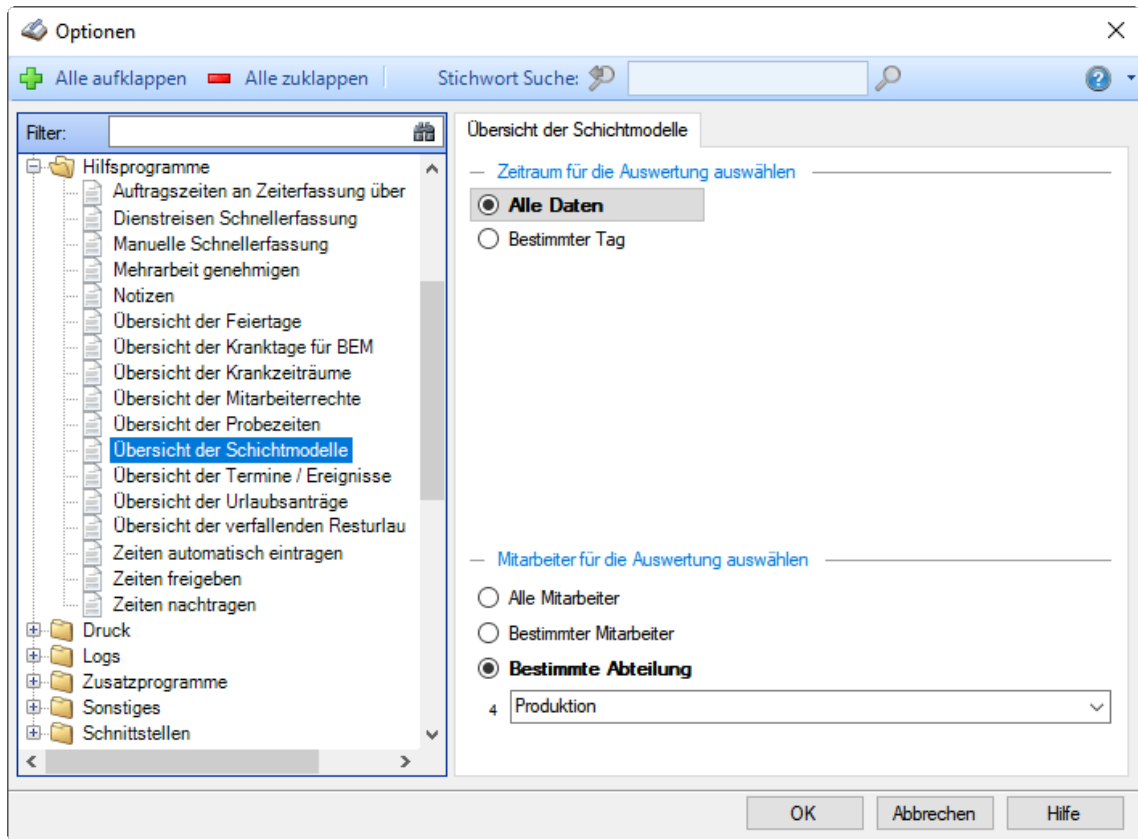 Optionen
Alle aufklappen Alle zuklappen Stichwort Suche:
Filter:
Hilfsprogramme
Auftragszeiten an Zeiterfassung über
Dienstreisen Schnellerfassung
Manuelle Schnellerfassung
Mehrarbeit genehmigen
Notizen
Übersicht der Feiertage
Übersicht der Kranktage für BEM
Übersicht der Krankzeiträume
Übersicht der Mitarbeiterrechte
Übersicht der Probezeiten
Übersicht der Schichtmodelle
Übersicht der Termine / Ereignisse
Übersicht der Urlaubsanträge
Übersicht der verfallenden Resturlau
Zeiten automatisch eintragen
Zeiten freigeben
Zeiten nachtragen
Druck
Logs
Zusatzprogramme
Sonstiges
Schnittstellen
Übersicht der Schichtmodelle
Zeitraum für die Auswertung auswählen
Alle Daten
Bestimmter Tag
Mitarbeiter für die Auswertung auswählen
Alle Mitarbeiter
Bestimmter Mitarbeiter
Bestimmte Abteilung
4 Produktion
OK Abbrechen Hilfe